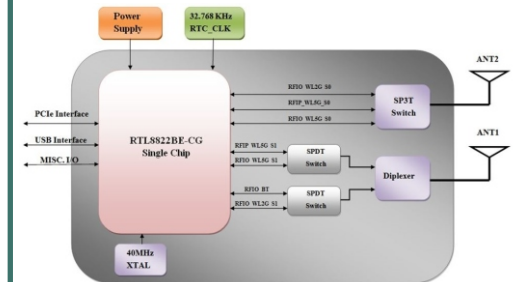 Power
Supply
32.768 KHz
RTC_CLK
ANT2
RFIO_WL2G_S0
RFIP_WL5G_S0
RFIO_WL5G_S0
SP3T
Switch
PCIe Interface
USB Interface
MISC. I/O
RTL8822BE-CG
Single Chip
ANT1
RFIP_WL5G_S1
RFIO_WL5G_S1
SPDT
Switch
Diplexer
RFIO_BT
RFIO_WL2G_S1
SPDT
Switch
40MHz
XTAL